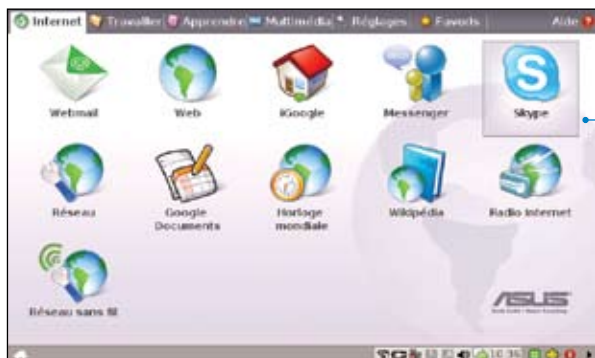 Internet Travailler Apprendre Multimédia Réglages Favoris Aide
Webmail Web iGoogle Messenger Skype
Réseau Google Documents Horloge mondiale Wikipédia Radio Internet
Réseau sans fil
ASUS